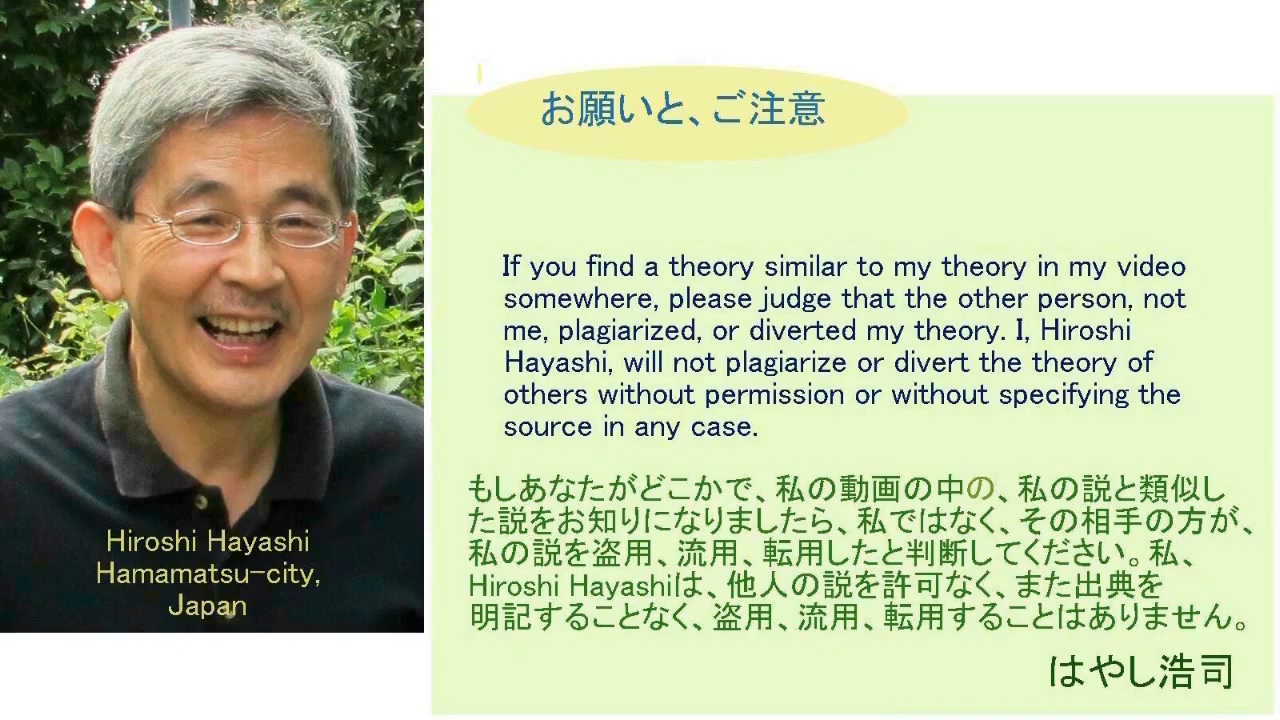 Hiroshi Hayashi
Hamamatsu-city,
Japan
お願いと、ご注意
If you find a theory similar to my theory in my video
somewhere, please judge that the other person, not
me, plagiarized, or diverted my theory. I, Hiroshi
Hayashi, will not plagiarize or divert the theory of
others without permission or without specifying the
source in any case.
もしあなたがどこかで、私の動画の中の、私の説と類似し
た説をお知りになりましたら、私ではなく、その相手の方が、
私の説を盗用、流用、転用したと判断してください。私、
Hiroshi Hayashiは、他人の説を許可なく、また出典を
明記することなく、盗用、流用、転用することはありません。
はやし浩司